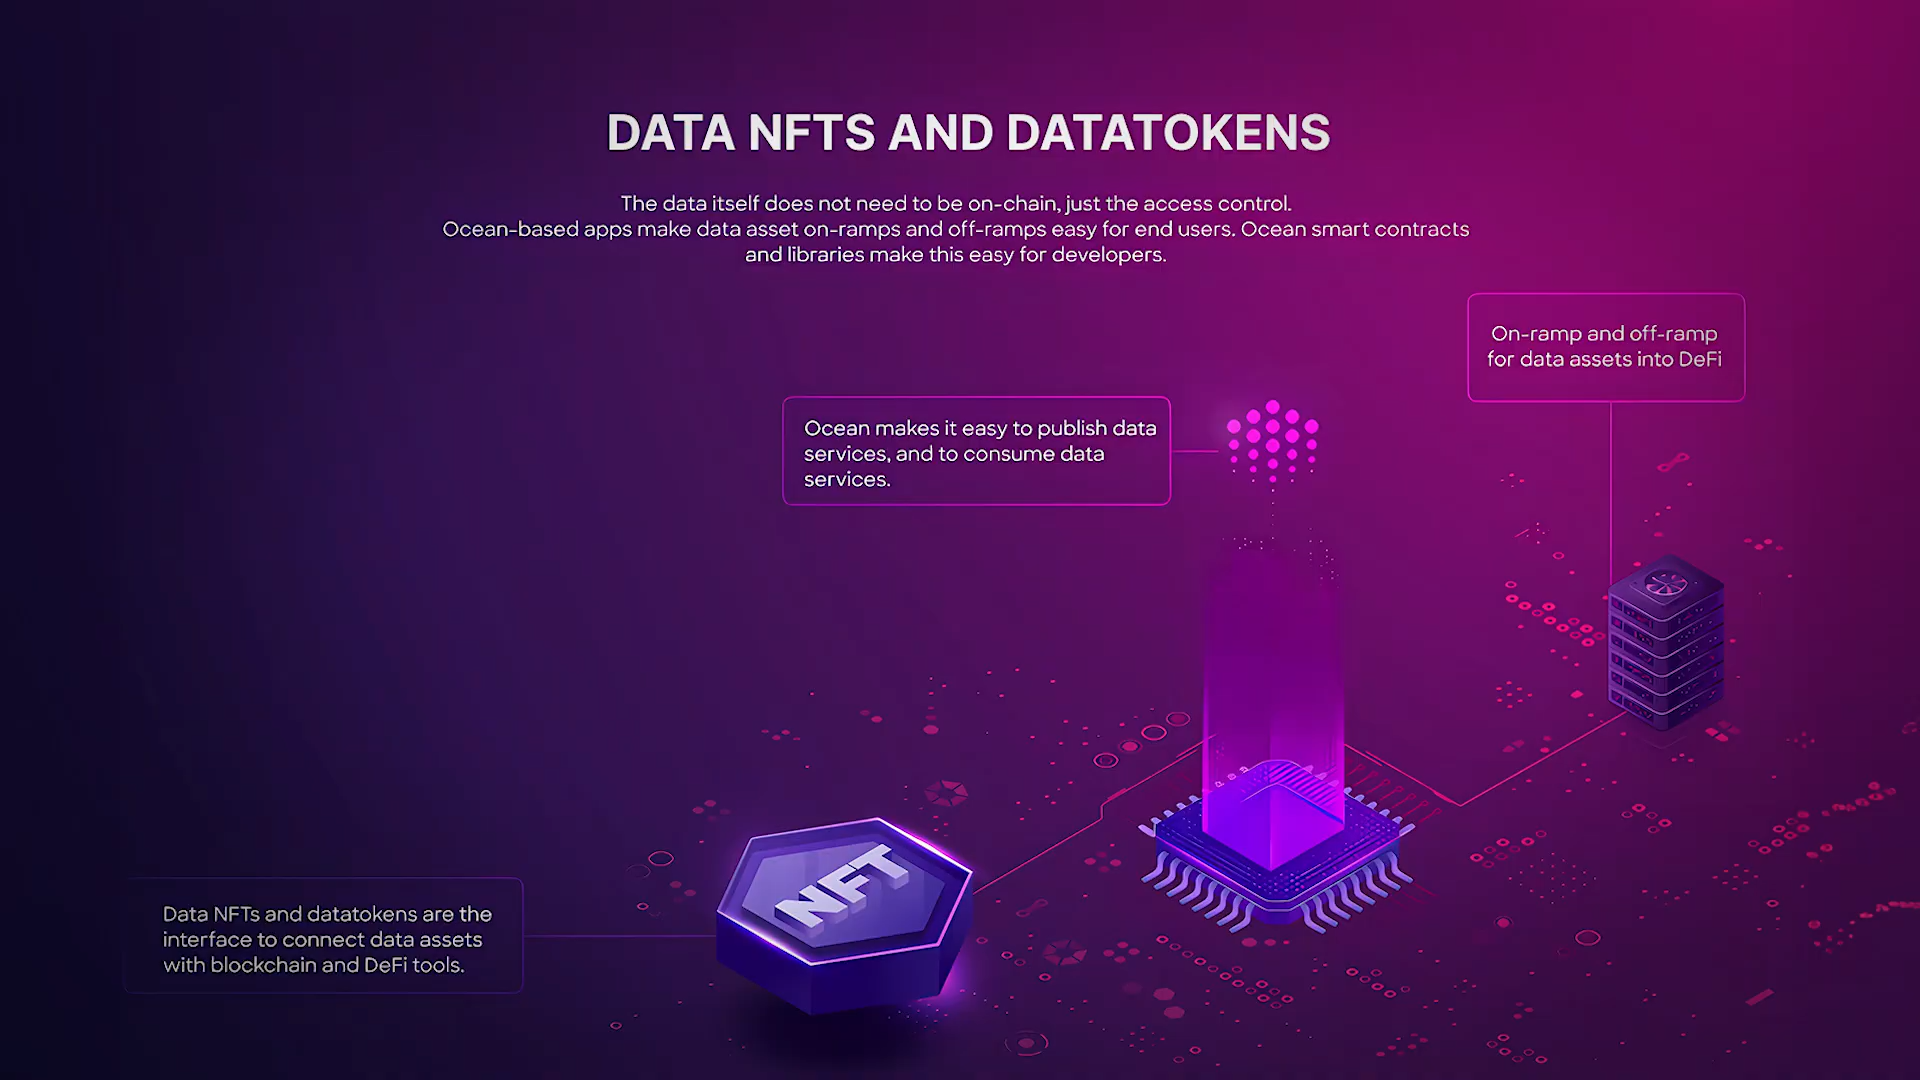 DATA NFTS AND DATATOKENS
The data itself does not need to be on-chain, just the access control.
Ocean-based apps make data asset on-ramps and off-ramps easy for end users. Ocean smart contracts
and libraries make this easy for developers.
On-ramp and off-ramp
for data assets into DeFi
Ocean makes it easy to publish data
services, and to consume data
services.
NFT
Data NFTs and datatokens are the
interface to connect data assets
with blockchain and DeFi tools.